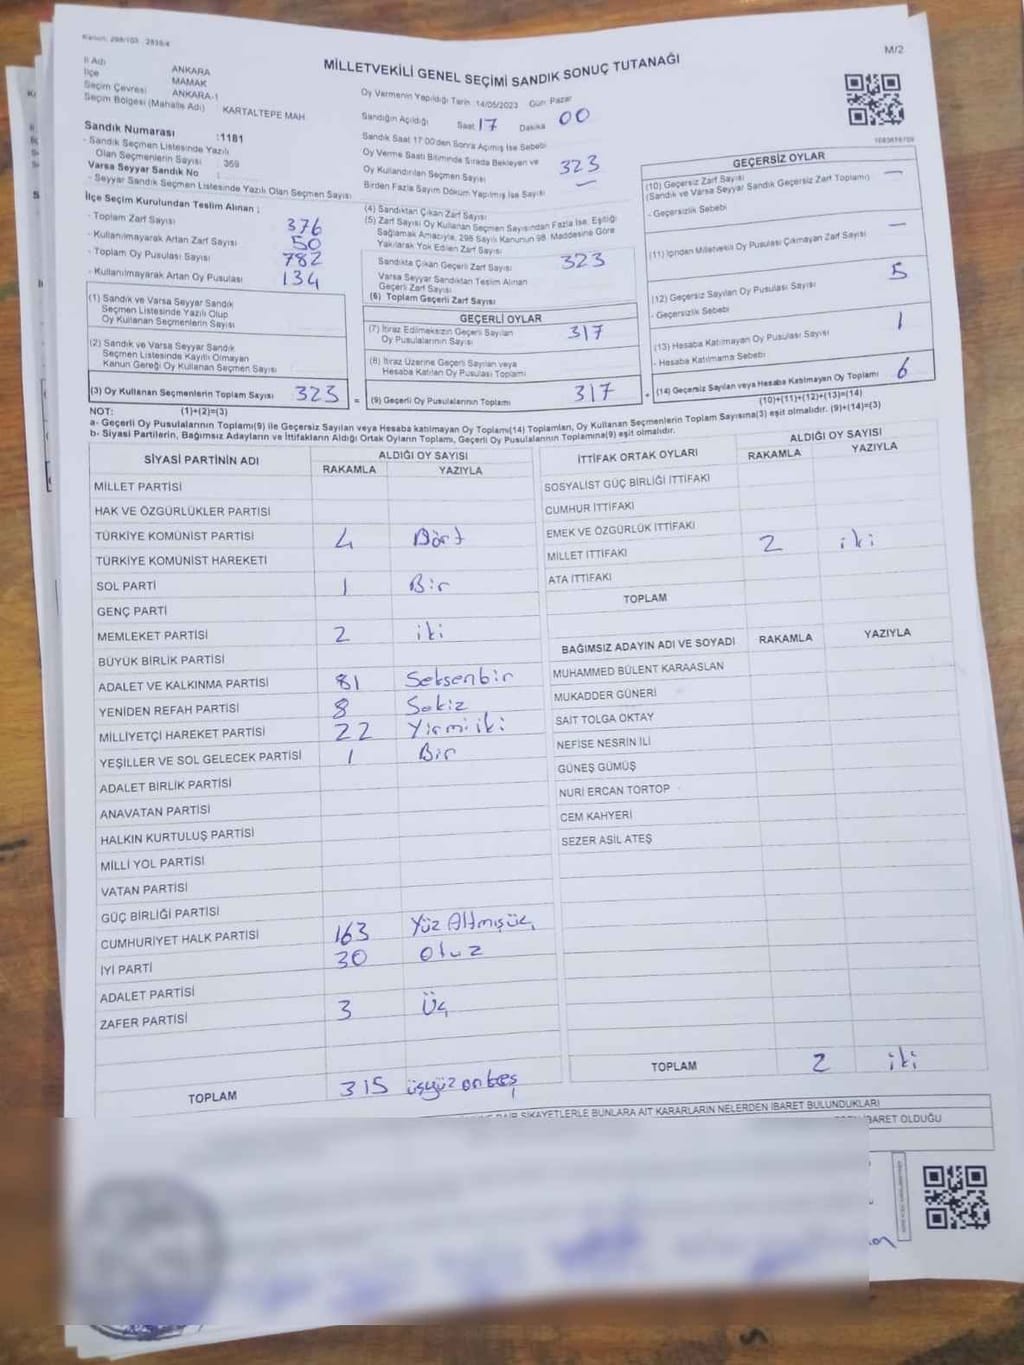 Kanun: 298/103 2839/4
M/2
MİLLETVEKİLİ GENEL SEÇİMİ SANDIK SONUÇ TUTANAĞI
İl Adı ANKARA
İlçe MAMAK
Seçim Çevresi ANKARA-1
Seçim Bölgesi (Mahalle Adı) KARTALTEPE MAH.
Sandık Numarası :1181
- Sandık Seçmen Listesinde Yazılı
Olan Seçmenlerin Sayısı : 369
Varsa Seyyar Sandık No :
- Seyyar Sandık Seçmen Listesinde Yazılı Olan Seçmen Sayısı
İlçe Seçim Kurulundan Teslim Alınan :
- Toplam Zarf Sayısı 376
- Kullanılmayarak Artan Zarf Sayısı 50
- Toplam Oy Pusulası Sayısı 782
- Kullanılmayarak Artan Oy Pusulası 134
(1) Sandık ve Varsa Seyyar Sandık
Seçmen Listesinde Yazılı Olup
Oy Kullanan Seçmenlerin Sayısı
(2) Sandık ve Varsa Seyyar Sandık
Seçmen Listesinde Kayıtlı Olmayan
Kanun Gereği Oy Kullanan Seçmen Sayısı
(3) Oy Kullanan Seçmenlerin Toplam Sayısı 323 =
Oy Vermenin Yapıldığı Tarih :14/05/2023 Gün Pazar
Sandığın Açıldığı Saat 17 Dakika 00
Sandık Saat 17:00'den Sonra Açılmış İse Sebebi
Oy Verme Saati Bitiminde Sırada Bekleyen ve
Oy Kullandırılan Seçmen Sayısı 323
Birden Fazla Sayım Döküm Yapılmış İse Sayısı —
(4) Sandıktan Çıkan Zarf Sayısı
(5) Zarf Sayısı Oy Kullanan Seçmen Sayısından Fazla İse, Eşitliği
Sağlamak Amacıyla, 298 Sayılı Kanunun 98. Maddesine Göre
Yakılarak Yok Edilen Zarf Sayısı
Sandıkta Çıkan Geçerli Zarf Sayısı 323
Varsa Seyyar Sandıktan Teslim Alınan
Geçerli Zarf Sayısı
(6) Toplam Geçerli Zarf Sayısı
GEÇERLİ OYLAR
(7) İtiraz Edilmeksizin Geçerli Sayılan
Oy Pusulalarının Sayısı 317
(8) İtiraz Üzerine Geçerli Sayılan veya
Hesaba Katılan Oy Pusulası Toplamı
(9) Geçerli Oy Pusulalarının Toplamı 317 +
GEÇERSİZ OYLAR
(10) Geçersiz Zarf Sayısı —
(Sandık ve Varsa Seyyar Sandık Geçersiz Zarf Toplamı)
- Geçersizlik Sebebi
(11) İçinden Milletvekili Oy Pusulası Çıkmayan Zarf Sayısı —
(12) Geçersiz Sayılan Oy Pusulası Sayısı 5
- Geçersizlik Sebebi
(13) Hesaba Katılmayan Oy Pusulası Sayısı 1
- Hesaba Katılmama Sebebi
(14) Geçersiz Sayılan veya Hesaba Katılmayan Oy Toplamı 6
(10)+(11)+(12)+(13)=(14)
NOT: (1)+(2)=(3)
a- Geçerli Oy Pusulalarının Toplamı(9) ile Geçersiz Sayılan veya Hesaba katılmayan Oy Toplamı(14) Toplamları, Oy Kullanan Seçmenlerin Toplam Sayısına(3) eşit olmalıdır. (9)+(14)=(3)
b- Siyasi Partilerin, Bağımsız Adayların ve İttifakların Aldığı Ortak Oyların Toplamı, Geçerli Oy Pusulalarının Toplamına(9) eşit olmalıdır.
SİYASİ PARTİNİN ADI ALDIĞI OY SAYISI
RAKAMLA YAZIYLA
MİLLET PARTİSİ
HAK VE ÖZGÜRLÜKLER PARTİSİ
TÜRKİYE KOMÜNİST PARTİSİ 4 Dört
TÜRKİYE KOMÜNİST HAREKETİ
SOL PARTİ 1 Bir
GENÇ PARTİ
MEMLEKET PARTİSİ 2 iki
BÜYÜK BİRLİK PARTİSİ
ADALET VE KALKINMA PARTİSİ 81 Seksenbir
YENİDEN REFAH PARTİSİ 8 Sekiz
MİLLİYETÇİ HAREKET PARTİSİ 22 Yirmiiki
YEŞİLLER VE SOL GELECEK PARTİSİ 1 Bir
ADALET BİRLİK PARTİSİ
ANAVATAN PARTİSİ
HALKIN KURTULUŞ PARTİSİ
MİLLİ YOL PARTİSİ
VATAN PARTİSİ
GÜÇ BİRLİĞİ PARTİSİ
CUMHURİYET HALK PARTİSİ 163 Yüz Altmışüç
İYİ PARTİ 30 Otuz
ADALET PARTİSİ
ZAFER PARTİSİ 3 Üç
TOPLAM 315 üçyüzonbeş
İTTİFAK ORTAK OYLARI ALDIĞI OY SAYISI
RAKAMLA YAZIYLA
SOSYALİST GÜÇ BİRLİĞİ İTTİFAKI
CUMHUR İTTİFAKI
EMEK VE ÖZGÜRLÜK İTTİFAKI
MİLLET İTTİFAKI 2 iki
ATA İTTİFAKI
TOPLAM
BAĞIMSIZ ADAYIN ADI VE SOYADI RAKAMLA YAZIYLA
MUHAMMED BÜLENT KARAASLAN
MUKADDER GÜNERİ
SAİT TOLGA OKTAY
NEFİSE NESRİN İLİ
GÜNEŞ GÜMÜŞ
NURİ ERCAN TORTOP
CEM KAHYERİ
SEZER ASİL ATEŞ
TOPLAM 2 iki
ŞİKAYETLERLE BUNLARA AİT KARARLARIN NELERDEN İBARET BULUNDUKLARI
İBARET OLDUĞU